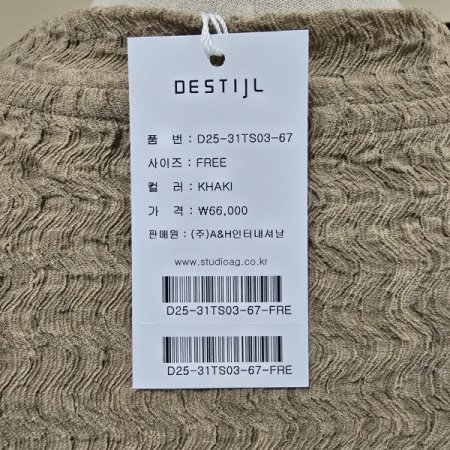 DESTIJL
품 번 : D25-31TS03-67
사이즈 : FREE
컬 러 : KHAKI
가 격 : ₩66,000
판매원 : (주)A&H인터내셔날
www.studioag.co.kr
D25-31TS03-67-FRE
D25-31TS03-67-FRE